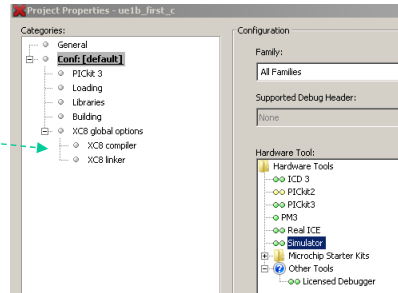 Project Properties - ue1b_first_c
Categories:
General
Conf: [default]
PICkit 3
Loading
Libraries
Building
XC8 global options
XC8 compiler
XC8 linker
Configuration
Family:
All Families
Supported Debug Header:
None
Hardware Tool:
Hardware Tools
ICD 3
PICkit2
PICkit3
PM3
Real ICE
Simulator
Microchip Starter Kits
Other Tools
Licensed Debugger